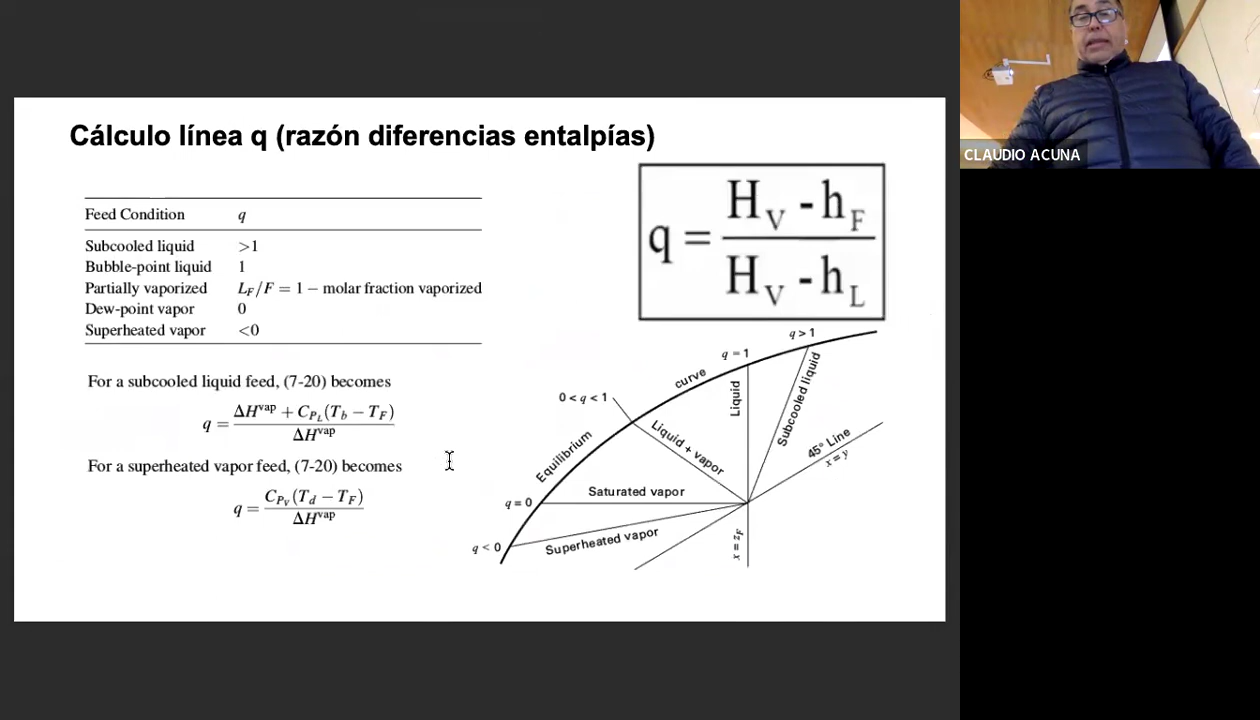 Cálculo línea q (razón diferencias entalpías)
Feed Condition q
Subcooled liquid >1
Bubble-point liquid 1
Partially vaporized L_F/F = 1 − molar fraction vaporized
Dew-point vapor 0
Superheated vapor <0
For a subcooled liquid feed, (7-20) becomes
q = (ΔH^vap + C_{P_L}(T_b − T_F)) / ΔH^vap
For a superheated vapor feed, (7-20) becomes
q = C_{P_V}(T_d − T_F) / ΔH^vap
q = (H_V - h_F) / (H_V - h_L)
q > 1
q = 1
curve
0 < q < 1
Equilibrium
Liquid
Subcooled liquid
Liquid + vapor
45° Line
x = y
Saturated vapor
q = 0
Superheated vapor
q < 0
x = z_F
CLAUDIO ACUNA